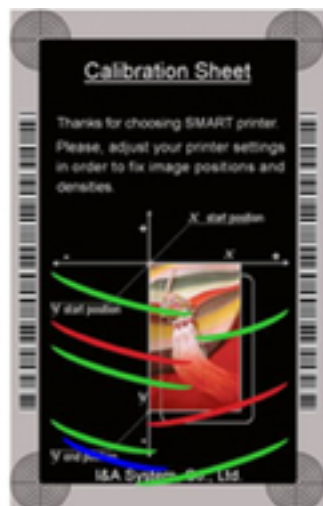 Calibration Sheet
Thanks for choosing SMART printer.
Please, adjust your printer settings
in order to fix image positions and
densities.
X start position
+
- X +
Y start position
Y
-
Y end position
I&A System. Co., Ltd.